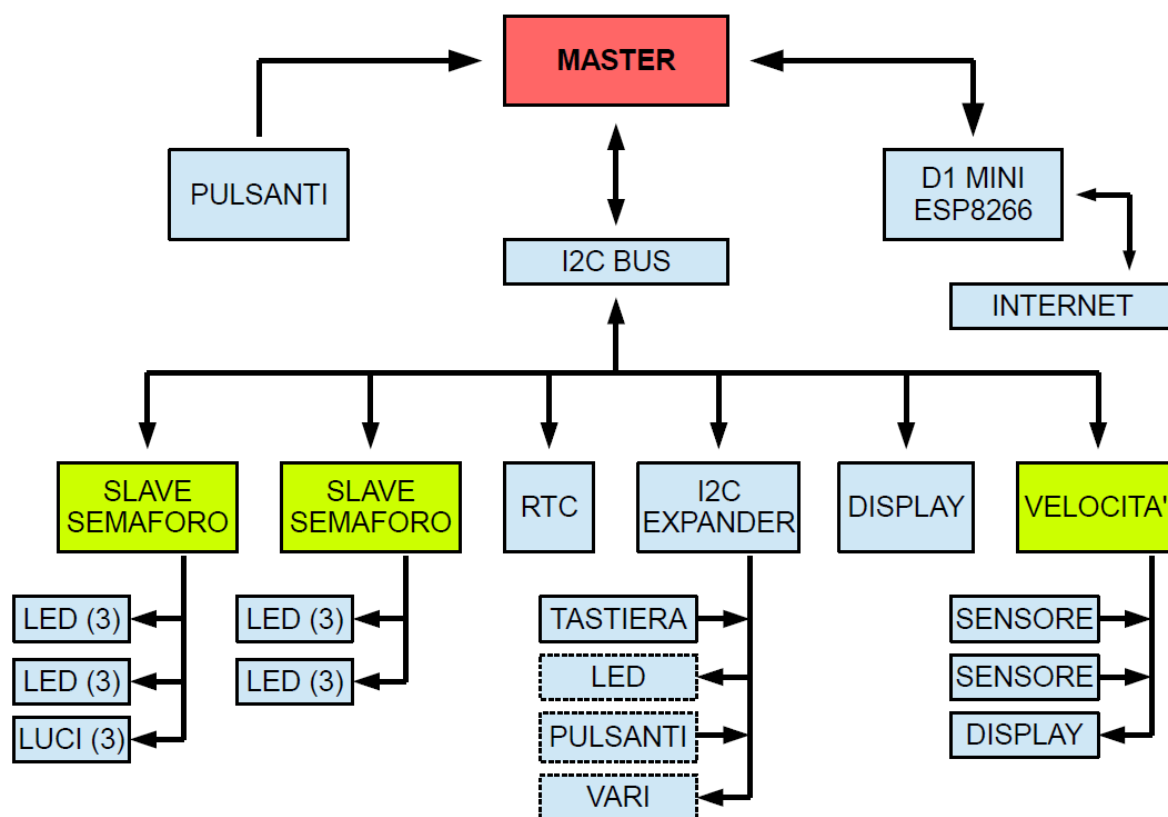 MASTER
PULSANTI
D1 MINI
ESP8266
I2C BUS
INTERNET
SLAVE
SEMAFORO
SLAVE
SEMAFORO
RTC
I2C
EXPANDER
DISPLAY
VELOCITA'
LED (3)
LED (3)
LUCI (3)
LED (3)
LED (3)
TASTIERA
LED
PULSANTI
VARI
SENSORE
SENSORE
DISPLAY